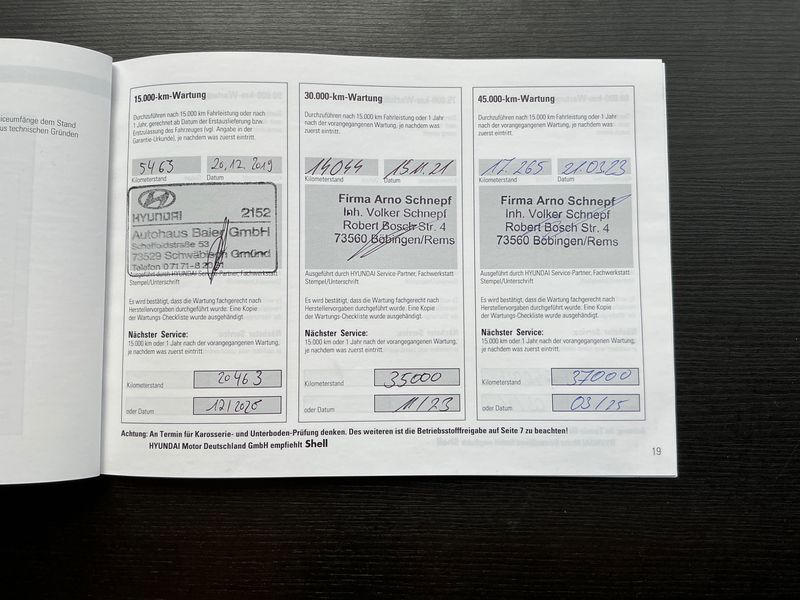 iceumfänge dem Stand
us technischen Gründen
15.000-km-Wartung
Durchzuführen nach 15.000 km Fahrleistung oder nach
1 Jahr, gerechnet ab Datum der Erstauslieferung bzw.
Erstzulassung des Fahrzeuges (vgl. Angabe in der
Garantie-Urkunde), je nachdem was zuerst eintritt.
5463 20.12.2019
Kilometerstand Datum
HYUNDAI 2152
Autohaus Baier GmbH
Scheffoldstraße 53
73529 Schwäbisch Gmünd
Telefon 07171-8
Ausgeführt durch HYUNDAI Service-Partner, Fachwerkstatt
Stempel/Unterschrift
Es wird bestätigt, dass die Wartung fachgerecht nach
Herstellervorgaben durchgeführt wurde. Eine Kopie
der Wartungs-Checkliste wurde ausgehändigt.
Nächster Service:
15.000 km oder 1 Jahr nach der vorangegangenen Wartung,
je nachdem was zuerst eintritt.
Kilometerstand 20463
oder Datum 12/2020
30.000-km-Wartung
Durchzuführen nach 15.000 km Fahrleistung oder 1 Jahr
nach der vorangegangenen Wartung, je nachdem was
zuerst eintritt.
14044 15.11.21
Kilometerstand Datum
Firma Arno Schnepf
Inh. Volker Schnepf
Robert Bosch Str. 4
73560 Böbingen/Rems
Ausgeführt durch HYUNDAI Service-Partner, Fachwerkstatt
Stempel/Unterschrift
Es wird bestätigt, dass die Wartung fachgerecht nach
Herstellervorgaben durchgeführt wurde. Eine Kopie
der Wartungs-Checkliste wurde ausgehändigt.
Nächster Service:
15.000 km oder 1 Jahr nach der vorangegangenen Wartung,
je nachdem was zuerst eintritt.
Kilometerstand 35000
oder Datum 11/23
45.000-km-Wartung
Durchzuführen nach 15.000 km Fahrleistung oder 1 Jahr
nach der vorangegangenen Wartung, je nachdem was
zuerst eintritt.
17.265 21.03.23
Kilometerstand Datum
Firma Arno Schnepf
Inh. Volker Schnepf
Robert Bosch Str. 4
73560 Böbingen/Rems
Ausgeführt durch HYUNDAI Service-Partner, Fachwerkstatt
Stempel/Unterschrift
Es wird bestätigt, dass die Wartung fachgerecht nach
Herstellervorgaben durchgeführt wurde. Eine Kopie
der Wartungs-Checkliste wurde ausgehändigt.
Nächster Service:
15.000 km oder 1 Jahr nach der vorangegangenen Wartung,
je nachdem was zuerst eintritt.
Kilometerstand 37000
oder Datum 03/25
Achtung: An Termin für Karosserie- und Unterboden-Prüfung denken. Des weiteren ist die Betriebsstofffreigabe auf Seite 7 zu beachten!
HYUNDAI Motor Deutschland GmbH empfiehlt Shell
19